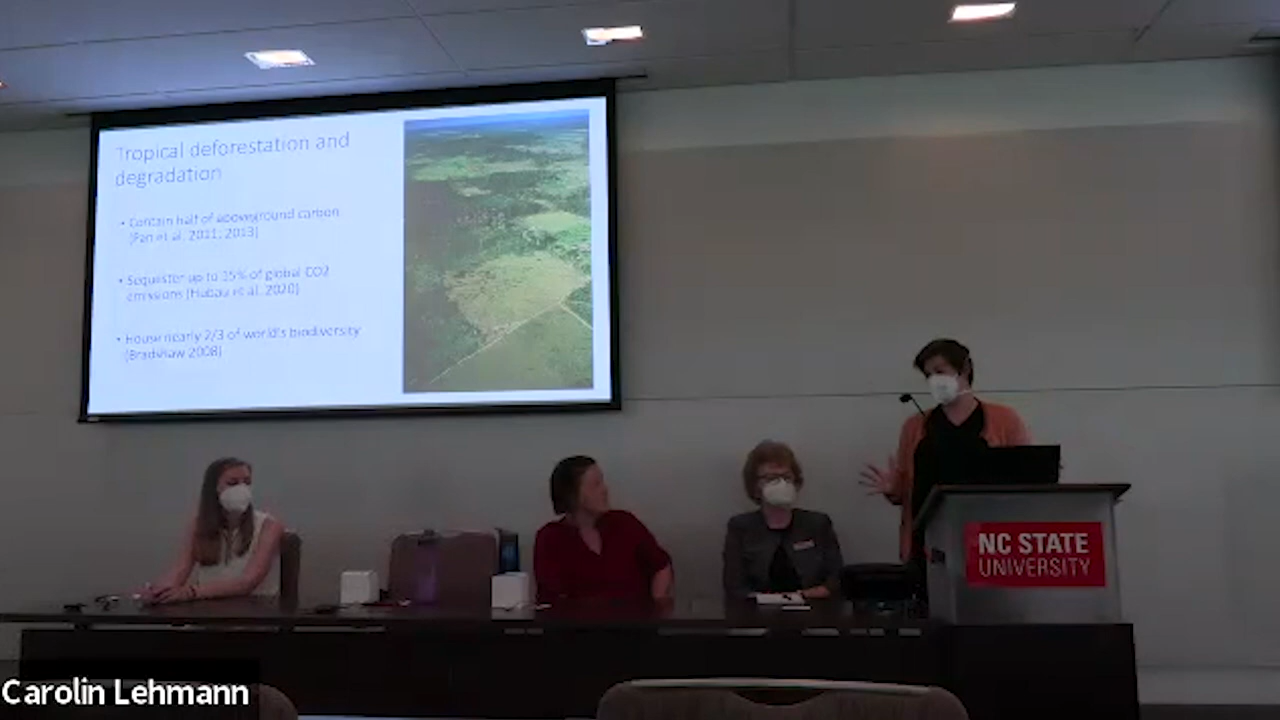 Tropical deforestation and
degradation
• Contain half of aboveground carbon
(Pan et al. 2011; 2013)
• Sequester up to 15% of global CO2
emissions (Hubau et al. 2020)
• House nearly 2/3 of world's biodiversity
(Bradshaw 2008)
NC STATE
UNIVERSITY
Carolin Lehmann